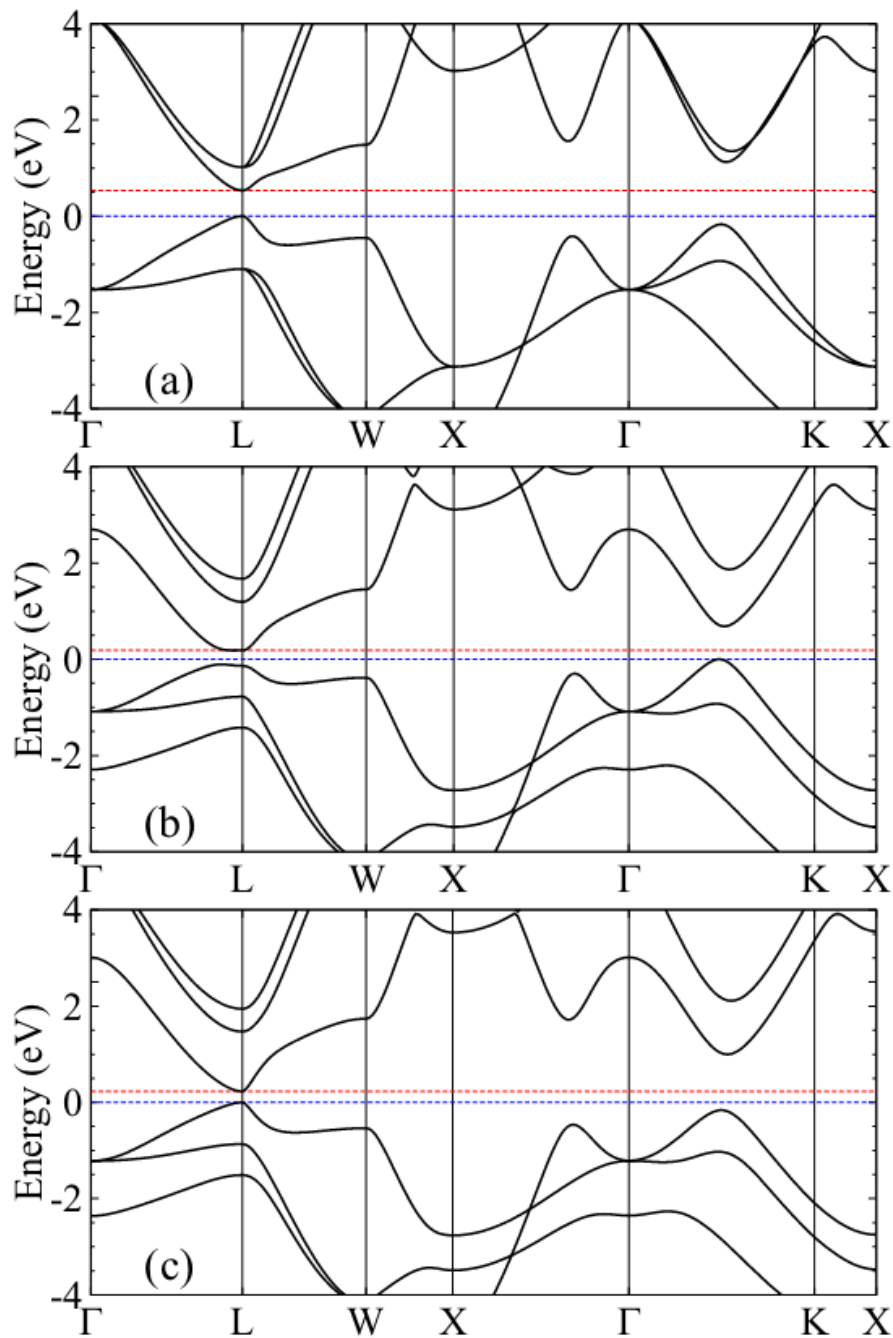 4
2
0
-2
-4
Energy (eV)
(a)
Γ L W X Γ K X
4
2
0
-2
-4
Energy (eV)
(b)
Γ L W X Γ K X
4
2
0
-2
-4
Energy (eV)
(c)
Γ L W X Γ K X